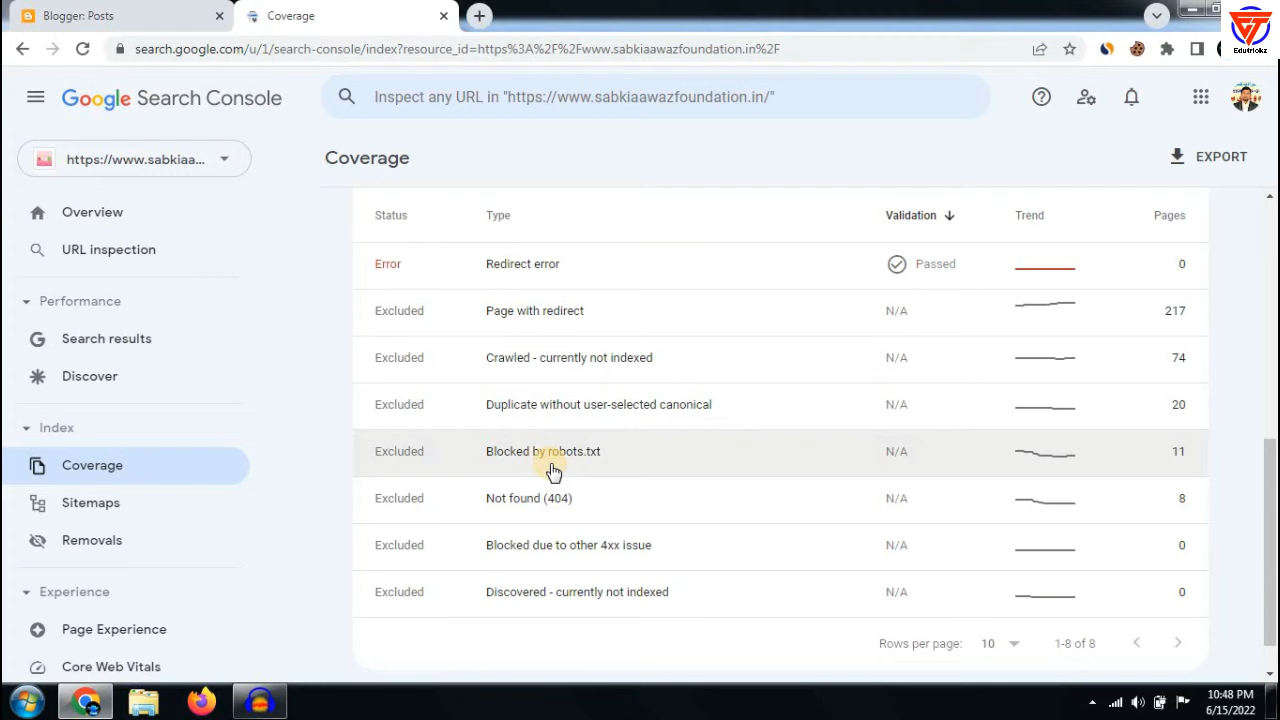 Blogger: Posts
Coverage
Edutrickz
search.google.com/u/1/search-console/index?resource_id=https%3A%2F%2Fwww.sabkiaawazfoundation.in%2F
Google Search Console
Inspect any URL in "https://www.sabkiaawazfoundation.in/"
https://www.sabkiaa...
Coverage
EXPORT
Overview
URL inspection
Performance
Search results
Discover
Index
Coverage
Sitemaps
Removals
Experience
Page Experience
Core Web Vitals
Status Type Validation Trend Pages
Error Redirect error Passed 0
Excluded Page with redirect N/A 217
Excluded Crawled - currently not indexed N/A 74
Excluded Duplicate without user-selected canonical N/A 20
Excluded Blocked by robots.txt N/A 11
Excluded Not found (404) N/A 8
Excluded Blocked due to other 4xx issue N/A 0
Excluded Discovered - currently not indexed N/A 0
Rows per page: 10 1-8 of 8
10:48 PM
6/15/2022